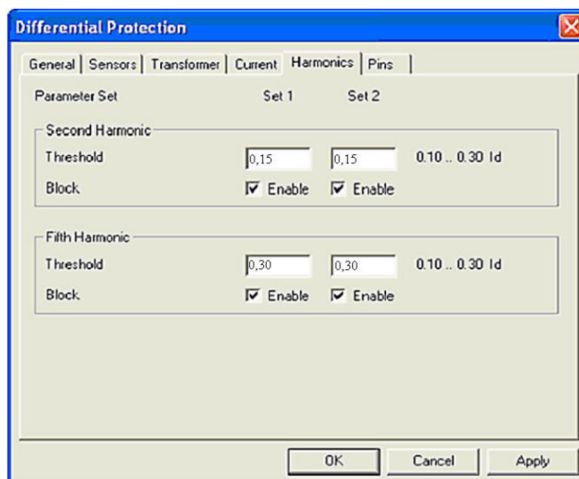 Differential Protection
General Sensors Transformer Current Harmonics Pins
Parameter Set Set 1 Set 2
Second Harmonic
Threshold 0,15 0,15 0.10 .. 0.30 Id
Block Enable Enable
Fifth Harmonic
Threshold 0,30 0,30 0.10 .. 0.30 Id
Block Enable Enable
OK Cancel Apply